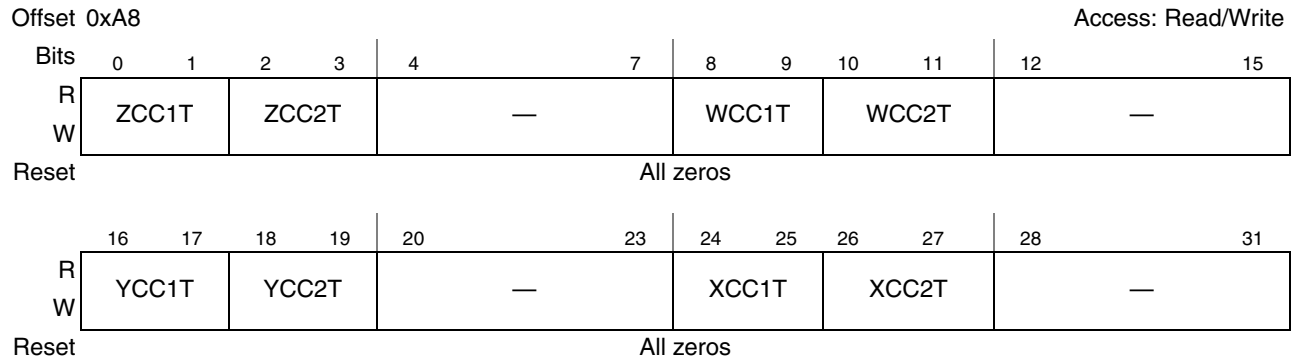 Offset 0xA8 Access: Read/Write
Bits 0 1 2 3 4 7 8 9 10 11 12 15
R
W ZCC1T ZCC2T — WCC1T WCC2T —
Reset All zeros
16 17 18 19 20 23 24 25 26 27 28 31
R
W YCC1T YCC2T — XCC1T XCC2T —
Reset All zeros